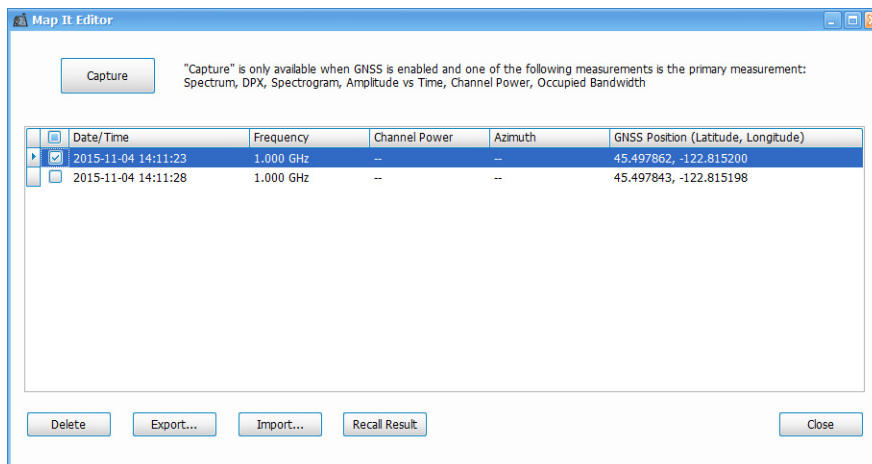 Map It Editor
Capture
"Capture" is only available when GNSS is enabled and one of the following measurements is the primary measurement:
Spectrum, DPX, Spectrogram, Amplitude vs Time, Channel Power, Occupied Bandwidth
Date/Time Frequency Channel Power Azimuth GNSS Position (Latitude, Longitude)
2015-11-04 14:11:23 1.000 GHz -- -- 45.497862, -122.815200
2015-11-04 14:11:28 1.000 GHz -- -- 45.497843, -122.815198
Delete Export... Import... Recall Result Close